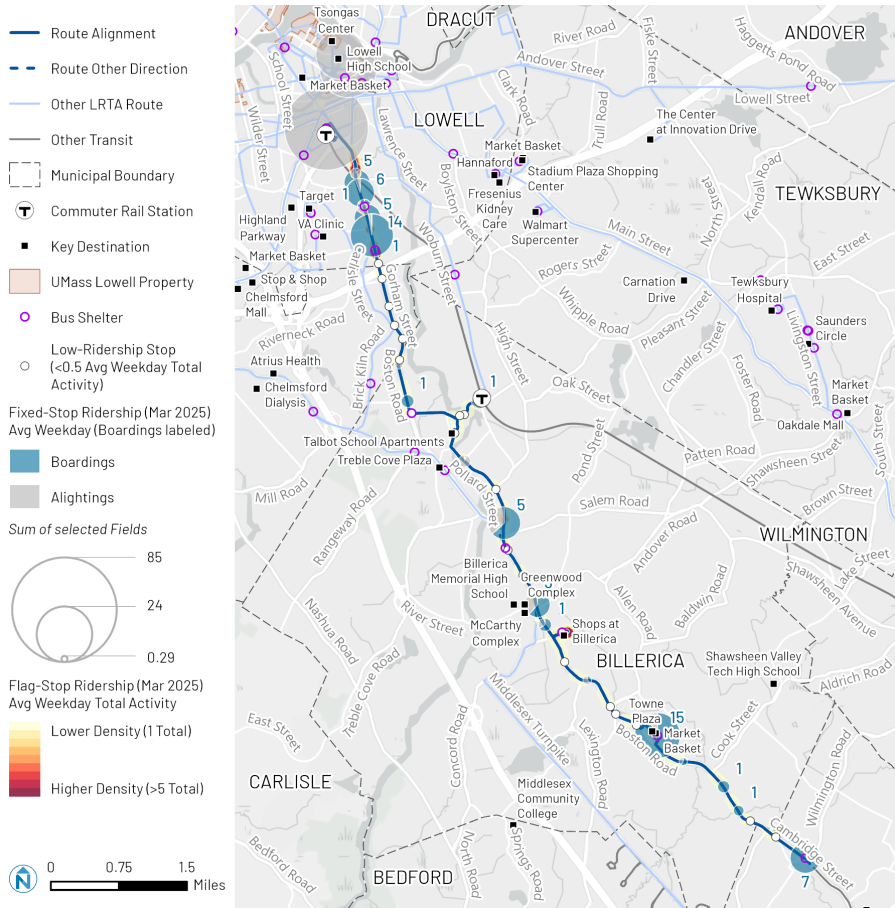 Route Alignment
Route Other Direction
Other LRTA Route
Other Transit
Municipal Boundary
Commuter Rail Station
Key Destination
UMass Lowell Property
Bus Shelter
Low-Ridership Stop
(<0.5 Avg Weekday Total
Activity)
Fixed-Stop Ridership (Mar 2025)
Avg Weekday (Boardings labeled)
Boardings
Alightings
Sum of selected Fields
85
24
0.29
Flag-Stop Ridership (Mar 2025)
Avg Weekday Total Activity
Lower Density (1 Total)
Higher Density (>5 Total)
N
0 0.75 1.5
Miles
Tsongas
Center
DRACUT
ANDOVER
River Road
Fiske Street
Haggetts Pond Road
Lowell
High School
Market Basket
School Street
Andover Street
Clark Road
Trull Road
Lowell Street
Wilder Street
T
LOWELL
Lawrence Street
The Center
at Innovation Drive
Market Basket
Hannaford
Stadium Plaza Shopping
Center
Fresenius
Kidney
Care
Boylston Street
Kendall Road
TEWKSBURY
North Street
5
6
1
5
14
1
Target
VA Clinic
Highland
Parkway
Walmart
Supercenter
Main Street
East Street
Woburn Street
Rogers Street
Market Basket
Stop & Shop
Chelmsford
Mall
Carlisle Street
Gorham Street
Carnation
Drive
Tewksbury
Hospital
Whipple Road
Pleasant Street
Livingston Street
Saunders
Circle
Riverneck Road
Boston Road
Brick Kiln Road
High Street
Chandler Street
Foster Road
Atrius Health
Chelmsford
Dialysis
1
1
T
Oak Street
Market
Basket
Oakdale Mall
South Street
Talbot School Apartments
Treble Cove Plaza
Pond Street
Patten Road
Shawsheen Street
Mill Road
Pollard Street
Brown Street
Rangeway Road
5
Salem Road
Andover Road
WILMINGTON
Lake Street
Shawsheen Avenue
Billerica
Memorial High
School
Greenwood
Complex
1
Allen Road
Baldwin Road
Nashua Road
River Street
McCarthy
Complex
Shops at
Billerica
BILLERICA
Shawsheen Valley
Tech High School
Aldrich Road
Treble Cove Road
Middlesex Turnpike
Towne
Plaza
15
Market
Basket
Boston Road
Cook Street
East Street
Concord Road
Lexington Road
1
1
Wilmington Road
CARLISLE
Middlesex
Community
College
Cambridge Street
7
Bedford Road
BEDFORD
North Road
Springs Road